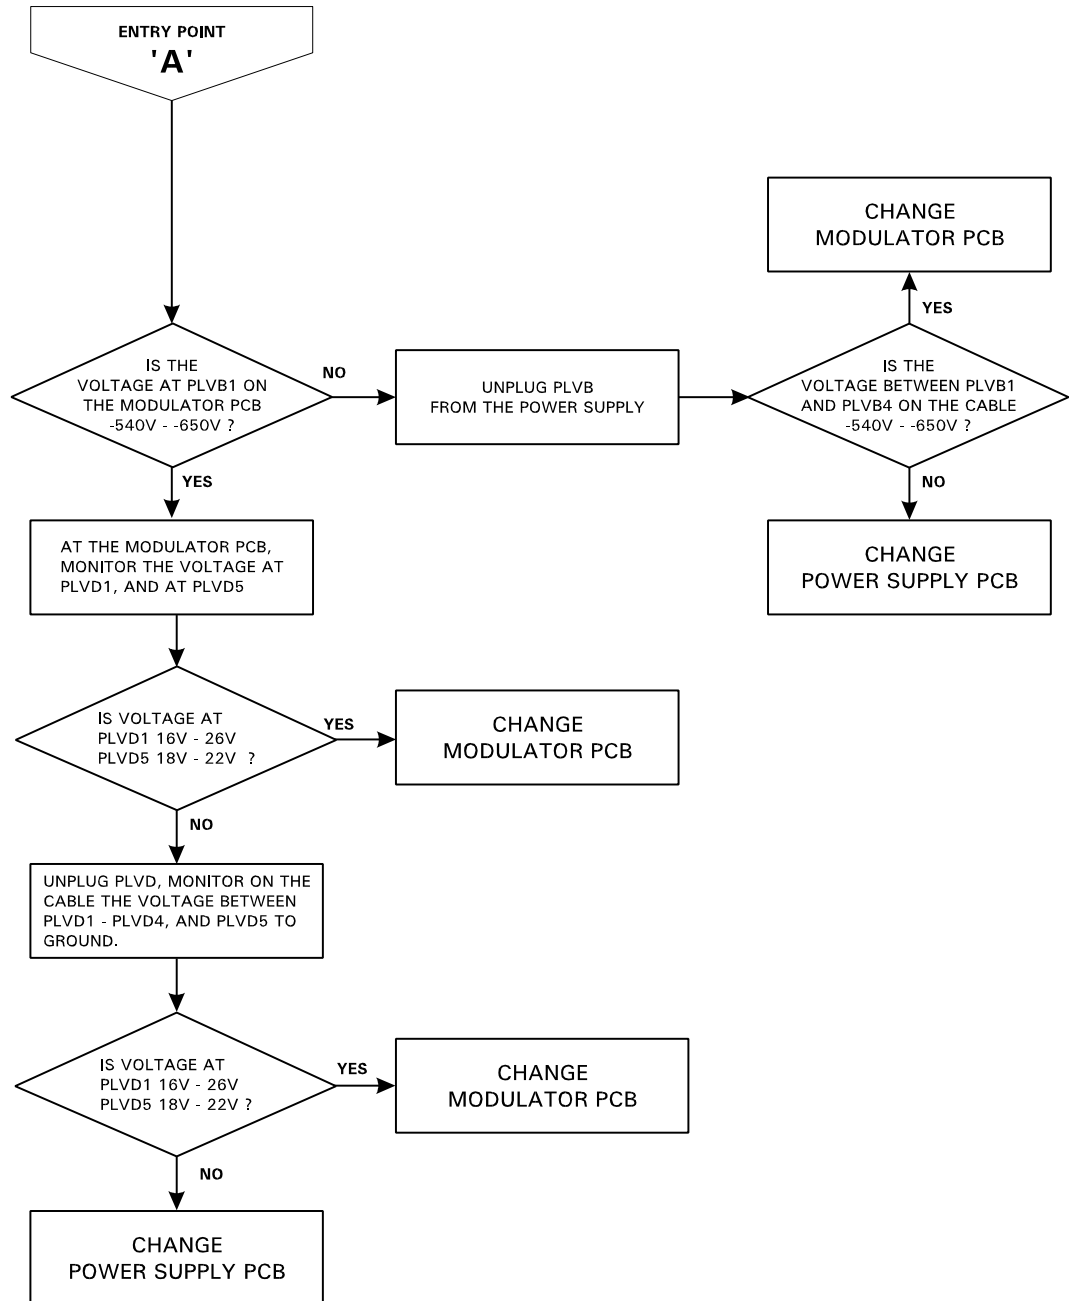 ENTRY POINT
'A'
CHANGE
MODULATOR PCB
YES
IS THE
VOLTAGE AT PLVB1 ON
THE MODULATOR PCB
-540V - -650V ?
NO
UNPLUG PLVB
FROM THE POWER SUPPLY
IS THE
VOLTAGE BETWEEN PLVB1
AND PLVB4 ON THE CABLE
-540V - -650V ?
YES
NO
AT THE MODULATOR PCB,
MONITOR THE VOLTAGE AT
PLVD1, AND AT PLVD5
CHANGE
POWER SUPPLY PCB
IS VOLTAGE AT
PLVD1 16V - 26V
PLVD5 18V - 22V ?
YES
CHANGE
MODULATOR PCB
NO
UNPLUG PLVD, MONITOR ON THE
CABLE THE VOLTAGE BETWEEN
PLVD1 - PLVD4, AND PLVD5 TO
GROUND.
IS VOLTAGE AT
PLVD1 16V - 26V
PLVD5 18V - 22V ?
YES
CHANGE
MODULATOR PCB
NO
CHANGE
POWER SUPPLY PCB